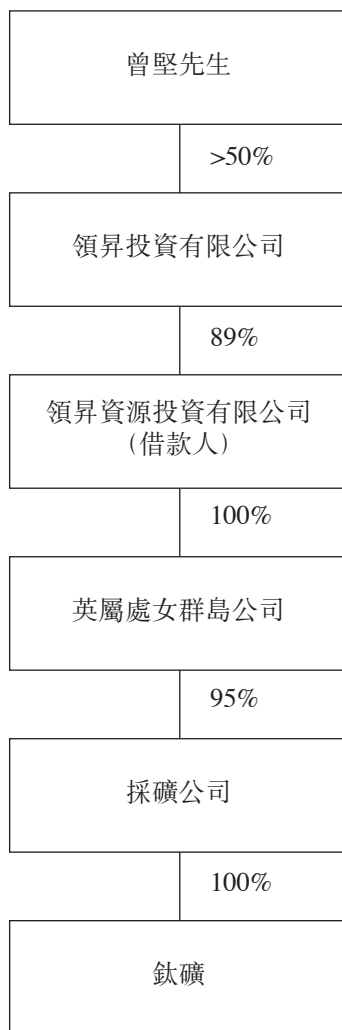 曾堅先生
>50%
領昇投資有限公司
89%
領昇資源投資有限公司
(借款人)
100%
英屬處女群島公司
95%
採礦公司
100%
鈦礦